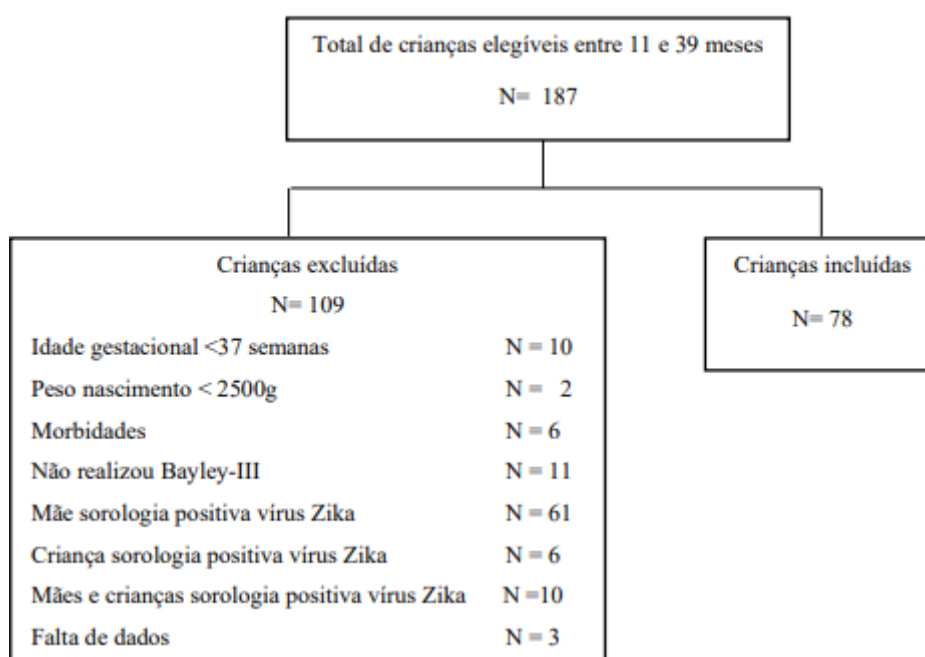 Total de crianças elegíveis entre 11 e 39 meses
N= 187
Crianças excluídas
N= 109
Idade gestacional <37 semanas N = 10
Peso nascimento < 2500g N = 2
Morbidades N = 6
Não realizou Bayley-III N = 11
Mãe sorologia positiva vírus Zika N = 61
Criança sorologia positiva vírus Zika N = 6
Mães e crianças sorologia positiva vírus Zika N =10
Falta de dados N = 3
Crianças incluídas
N= 78